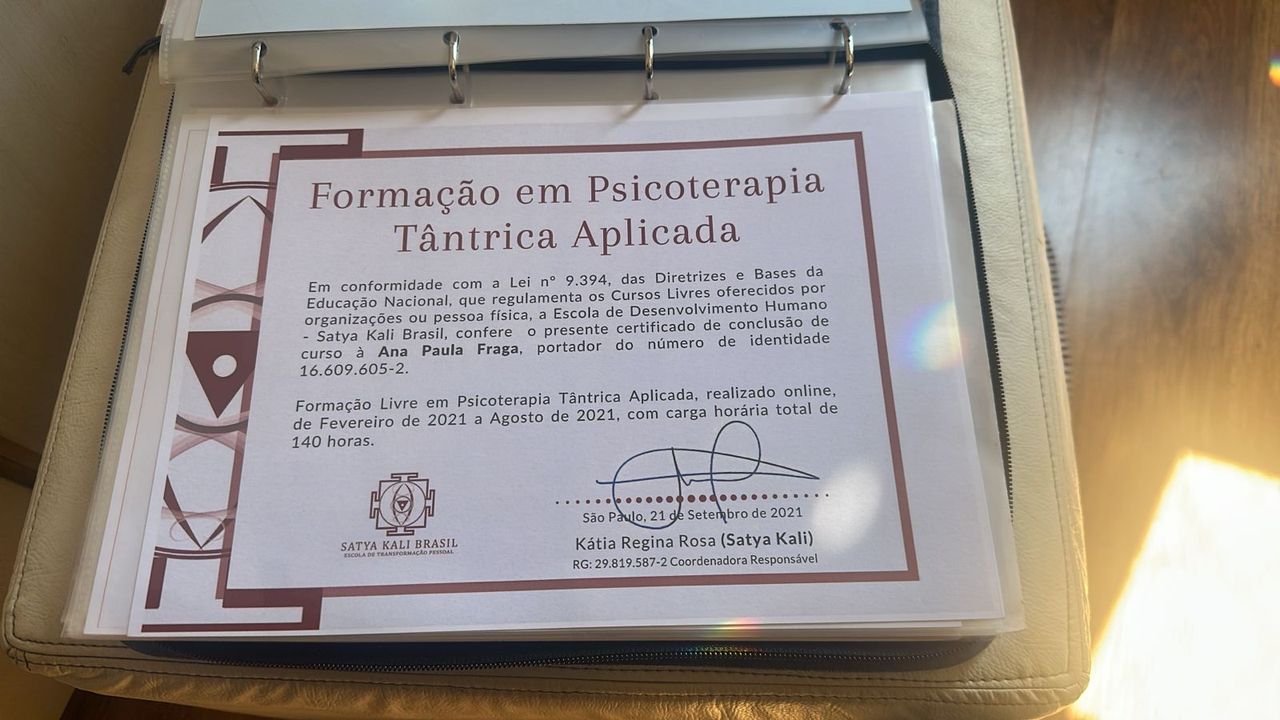 Formação em Psicoterapia
Tântrica Aplicada
Em conformidade com a Lei nº 9.394, das Diretrizes e Bases da
Educação Nacional, que regulamenta os Cursos Livres oferecidos por
organizações ou pessoa física, a Escola de Desenvolvimento Humano
- Satya Kali Brasil, confere o presente certificado de conclusão de
curso à Ana Paula Fraga, portador do número de identidade
16.609.605-2.
Formação Livre em Psicoterapia Tântrica Aplicada, realizado online,
de Fevereiro de 2021 a Agosto de 2021, com carga horária total de
140 horas.
SATYA KALI BRASIL
ESCOLA DE TRANSFORMAÇÃO PESSOAL
São Paulo, 21 de Setembro de 2021
Kátia Regina Rosa (Satya Kali)
RG: 29.819.587-2 Coordenadora Responsável